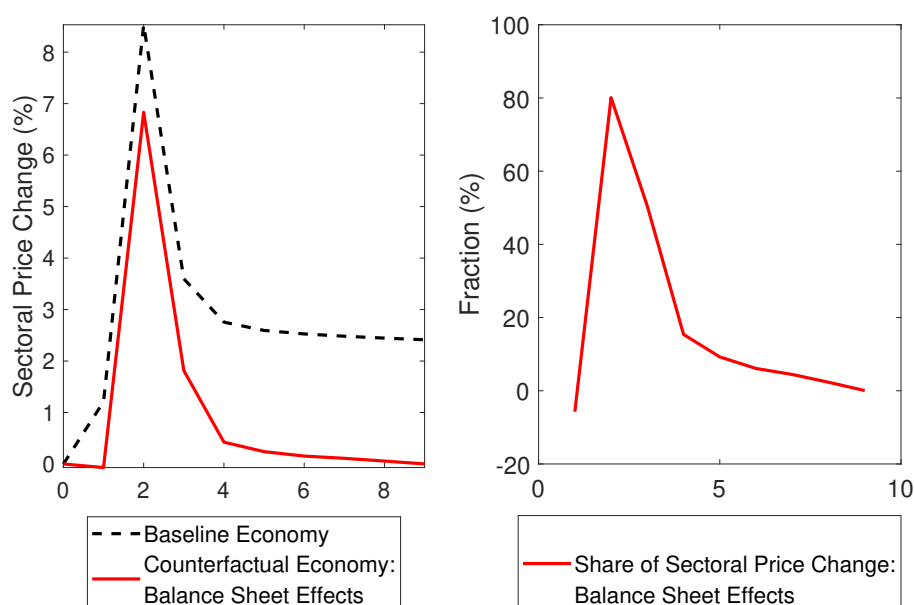 Sectoral Price Change (%)
8
7
6
5
4
3
2
1
0
0 2 4 6 8
Baseline Economy
Counterfactual Economy:
Balance Sheet Effects
Fraction (%)
100
80
60
40
20
0
-20
0 5 10
Share of Sectoral Price Change:
Balance Sheet Effects